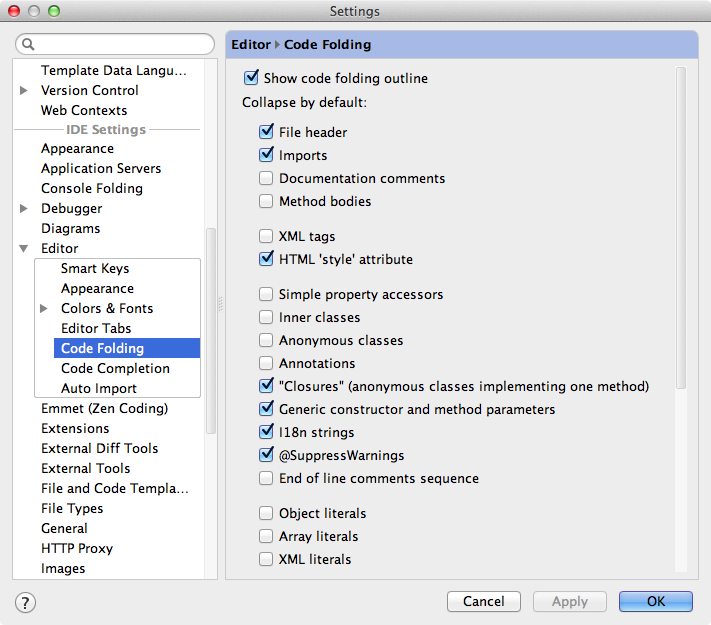 Settings
Template Data Langu...
Version Control
Web Contexts
IDE Settings
Appearance
Application Servers
Console Folding
Debugger
Diagrams
Editor
Smart Keys
Appearance
Colors & Fonts
Editor Tabs
Code Folding
Code Completion
Auto Import
Emmet (Zen Coding)
Extensions
External Diff Tools
External Tools
File and Code Templa...
File Types
General
HTTP Proxy
Images
Editor › Code Folding
Show code folding outline
Collapse by default:
File header
Imports
Documentation comments
Method bodies
XML tags
HTML 'style' attribute
Simple property accessors
Inner classes
Anonymous classes
Annotations
"Closures" (anonymous classes implementing one method)
Generic constructor and method parameters
I18n strings
@SuppressWarnings
End of line comments sequence
Object literals
Array literals
XML literals
?
Cancel
Apply
OK